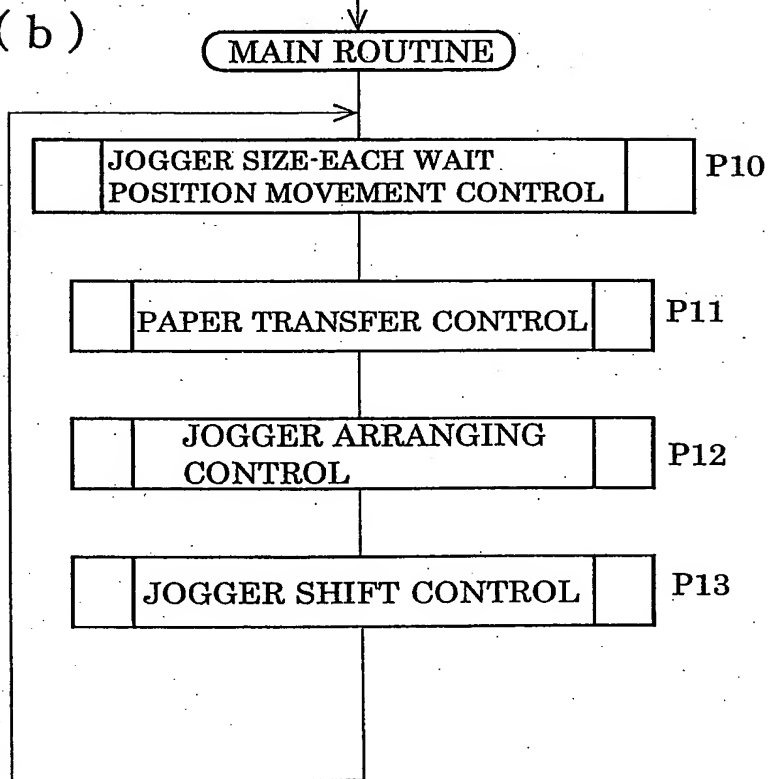 (b)
MAIN ROUTINE
JOGGER SIZE-EACH WAIT
POSITION MOVEMENT CONTROL
P10
PAPER TRANSFER CONTROL
P11
JOGGER ARRANGING
CONTROL
P12
JOGGER SHIFT CONTROL
P13